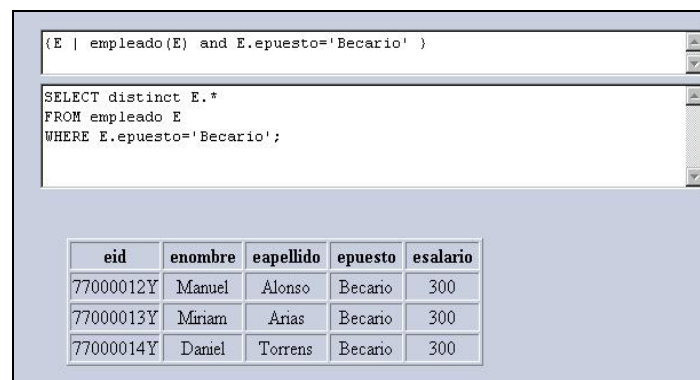 {E | empleado(E) and E.epuesto='Becario' }
SELECT distinct E.*
FROM empleado E
WHERE E.epuesto='Becario';
eid enombre eapellido epuesto esalario
77000012Y Manuel Alonso Becario 300
77000013Y Miriam Arias Becario 300
77000014Y Daniel Torrens Becario 300